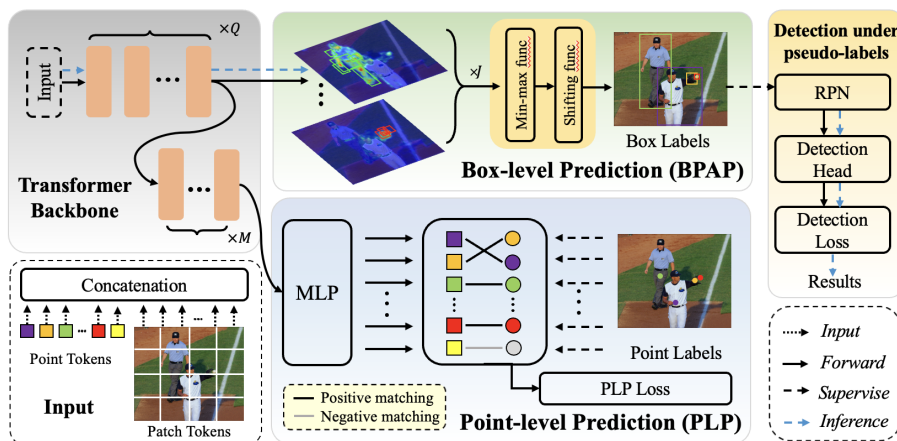 ×Q
Input
Transformer
Backbone
×M
×J
Min-max func
Shifting func
Box Labels
Box-level Prediction (BPAP)
Detection under
pseudo-labels
RPN
Detection
Head
Detection
Loss
Results
Concatenation
Point Tokens
Input
Patch Tokens
MLP
Point Labels
PLP Loss
Positive matching
Negative matching
Point-level Prediction (PLP)
Input
Forward
Supervise
Inference